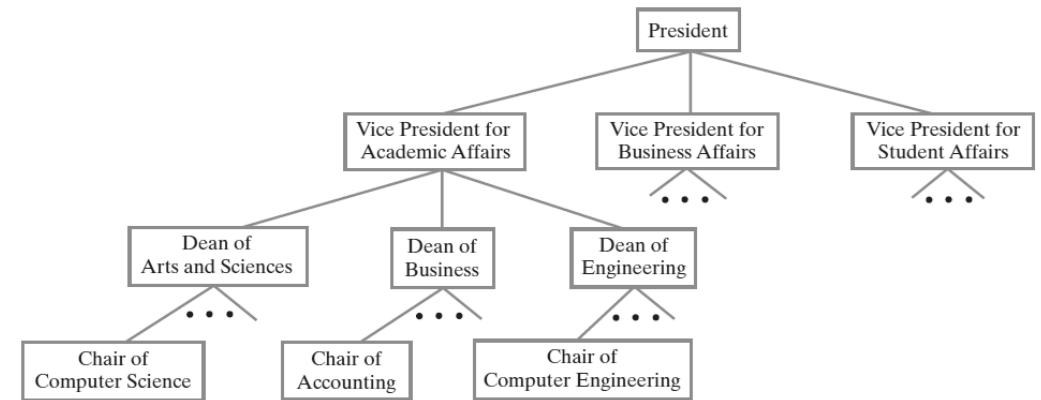 President
Vice President for
Academic Affairs
Vice President for
Business Affairs
Vice President for
Student Affairs
Dean of
Arts and Sciences
Dean of
Business
Dean of
Engineering
Chair of
Computer Science
Chair of
Accounting
Chair of
Computer Engineering